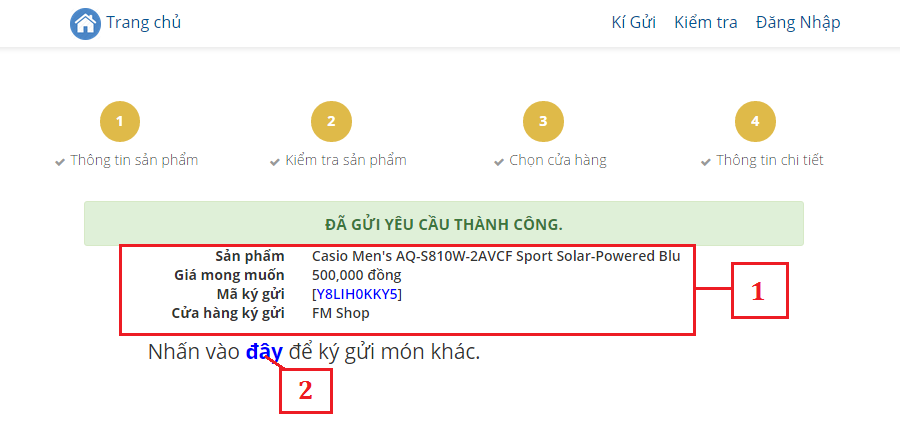 Trang chủ Kí Gửi Kiểm tra Đăng Nhập
1 2 3 4
Thông tin sản phẩm Kiểm tra sản phẩm Chọn cửa hàng Thông tin chi tiết
ĐÃ GỬI YÊU CẦU THÀNH CÔNG.
Sản phẩm Casio Men's AQ-S810W-2AVCF Sport Solar-Powered Blu
Giá mong muốn 500,000 đồng
Mã ký gửi [Y8LIH0KKY5]
Cửa hàng ký gửi FM Shop
1
Nhấn vào đây để ký gửi món khác.
2